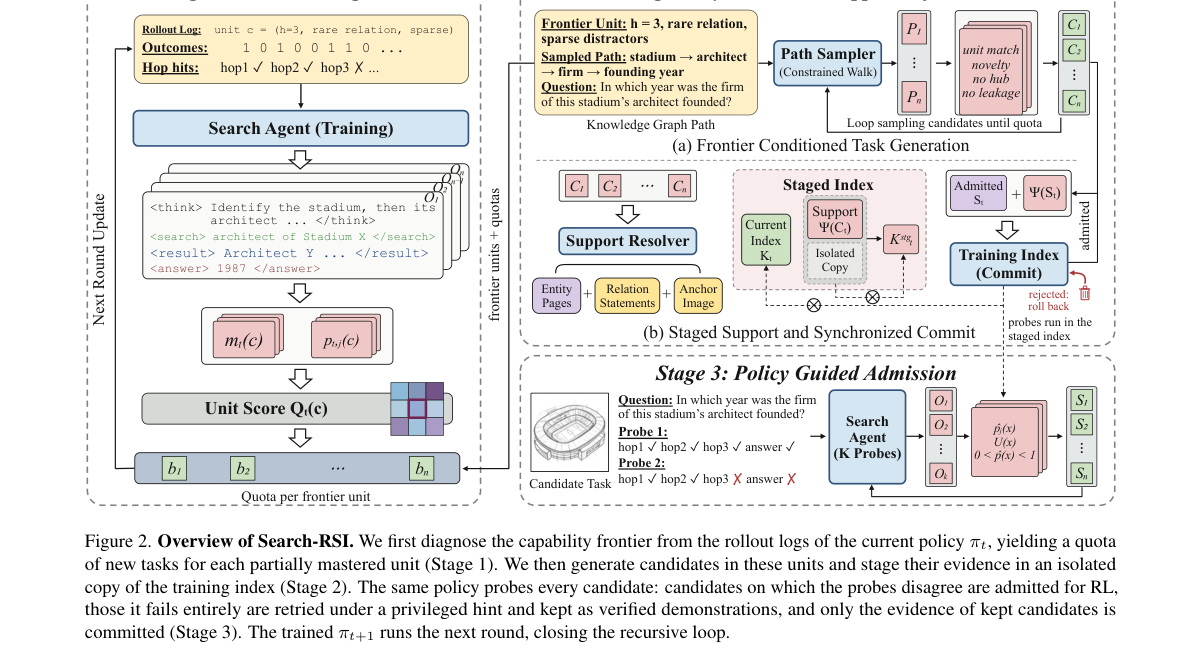 Rollout Log: unit c = (h=3, rare relation, sparse)
Outcomes: 1 0 1 0 0 1 1 0 ...
Hop hits: hop1 ✓ hop2 ✓ hop3 ✗ ...
Search Agent (Training)
Oₙ
Oₙ₋₁
O₂
O₁
<think> Identify the stadium, then its
architect ... </think>
<search> architect of Stadium X </search>
<result> Architect Y ... </result>
<answer> 1987 </answer>
mₜ(c)
pₜ,ⱼ(c)
Unit Score Qₜ(c)
b₁ b₂ ... bₙ
Quota per frontier unit
Next Round Update
frontier units + quotas
Frontier Unit: h = 3, rare relation,
sparse distractors
Sampled Path: stadium → architect
→ firm → founding year
Question: In which year was the firm
of this stadium's architect founded?
Knowledge Graph Path
Path Sampler
(Constrained Walk)
P₁
⋮
Pₙ
unit match
novelty
no hub
no leakage
C₁
C₂
⋮
Cₙ
Loop sampling candidates until quota
(a) Frontier Conditioned Task Generation
C₁ C₂ ... Cₙ
Support Resolver
Entity
Pages
+
Relation
Statements
+
Anchor
Image
Staged Index
Current
Index
Kₜ
Support
Ψ(Cₜ)
Isolated
Copy
Kˢᵗᵍₜ
Admitted
Sₜ
+
Ψ(Sₜ)
admitted
Training Index
(Commit)
rejected:
roll back
probes run in the
staged index
(b) Staged Support and Synchronized Commit
Stage 3: Policy Guided Admission
Candidate Task
Question: In which year was the firm
of this stadium's architect founded?
Probe 1:
hop1 ✓ hop2 ✓ hop3 ✓ answer ✓
Probe 2:
hop1 ✓ hop2 ✓ hop3 ✗ answer ✗
Search
Agent
(K Probes)
O₁
O₂
⋮
Oₖ
p̂ⱼ(x)
U(x)
0 < p̂(x) < 1
S₁
S₂
⋮
Sₙ
Figure 2. Overview of Search-RSI. We first diagnose the capability frontier from the rollout logs of the current policy πₜ, yielding a quota
of new tasks for each partially mastered unit (Stage 1). We then generate candidates in these units and stage their evidence in an isolated
copy of the training index (Stage 2). The same policy probes every candidate: candidates on which the probes disagree are admitted for RL,
those it fails entirely are retried under a privileged hint and kept as verified demonstrations, and only the evidence of kept candidates is
committed (Stage 3). The trained πₜ₊₁ runs the next round, closing the recursive loop.